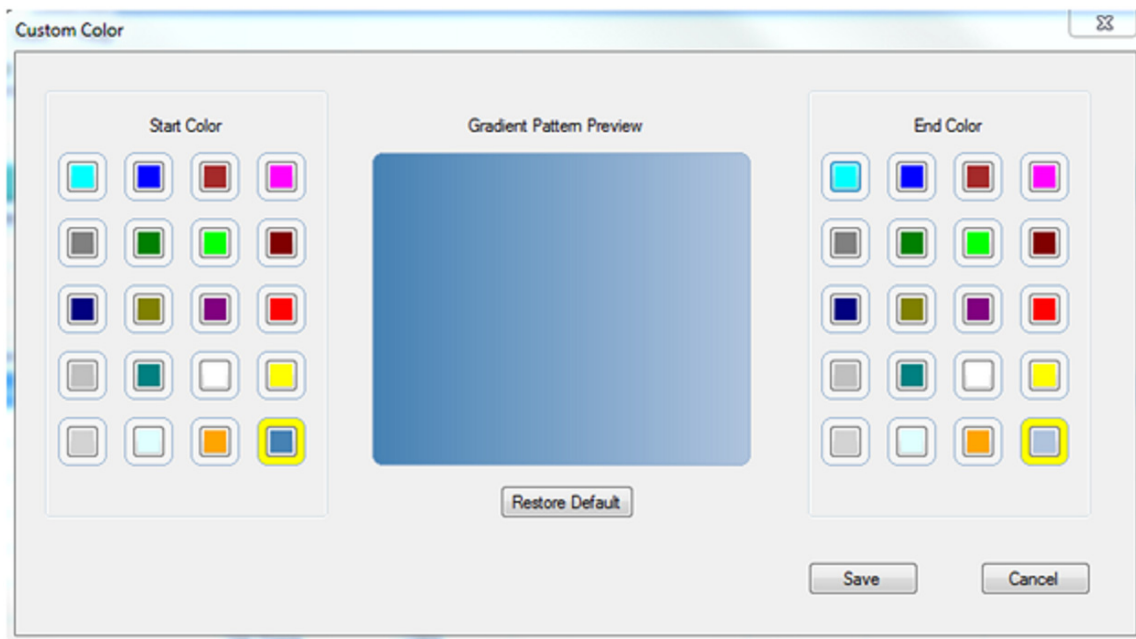 Custom Color
Start Color
Gradient Pattern Preview
End Color
Restore Default
Save
Cancel